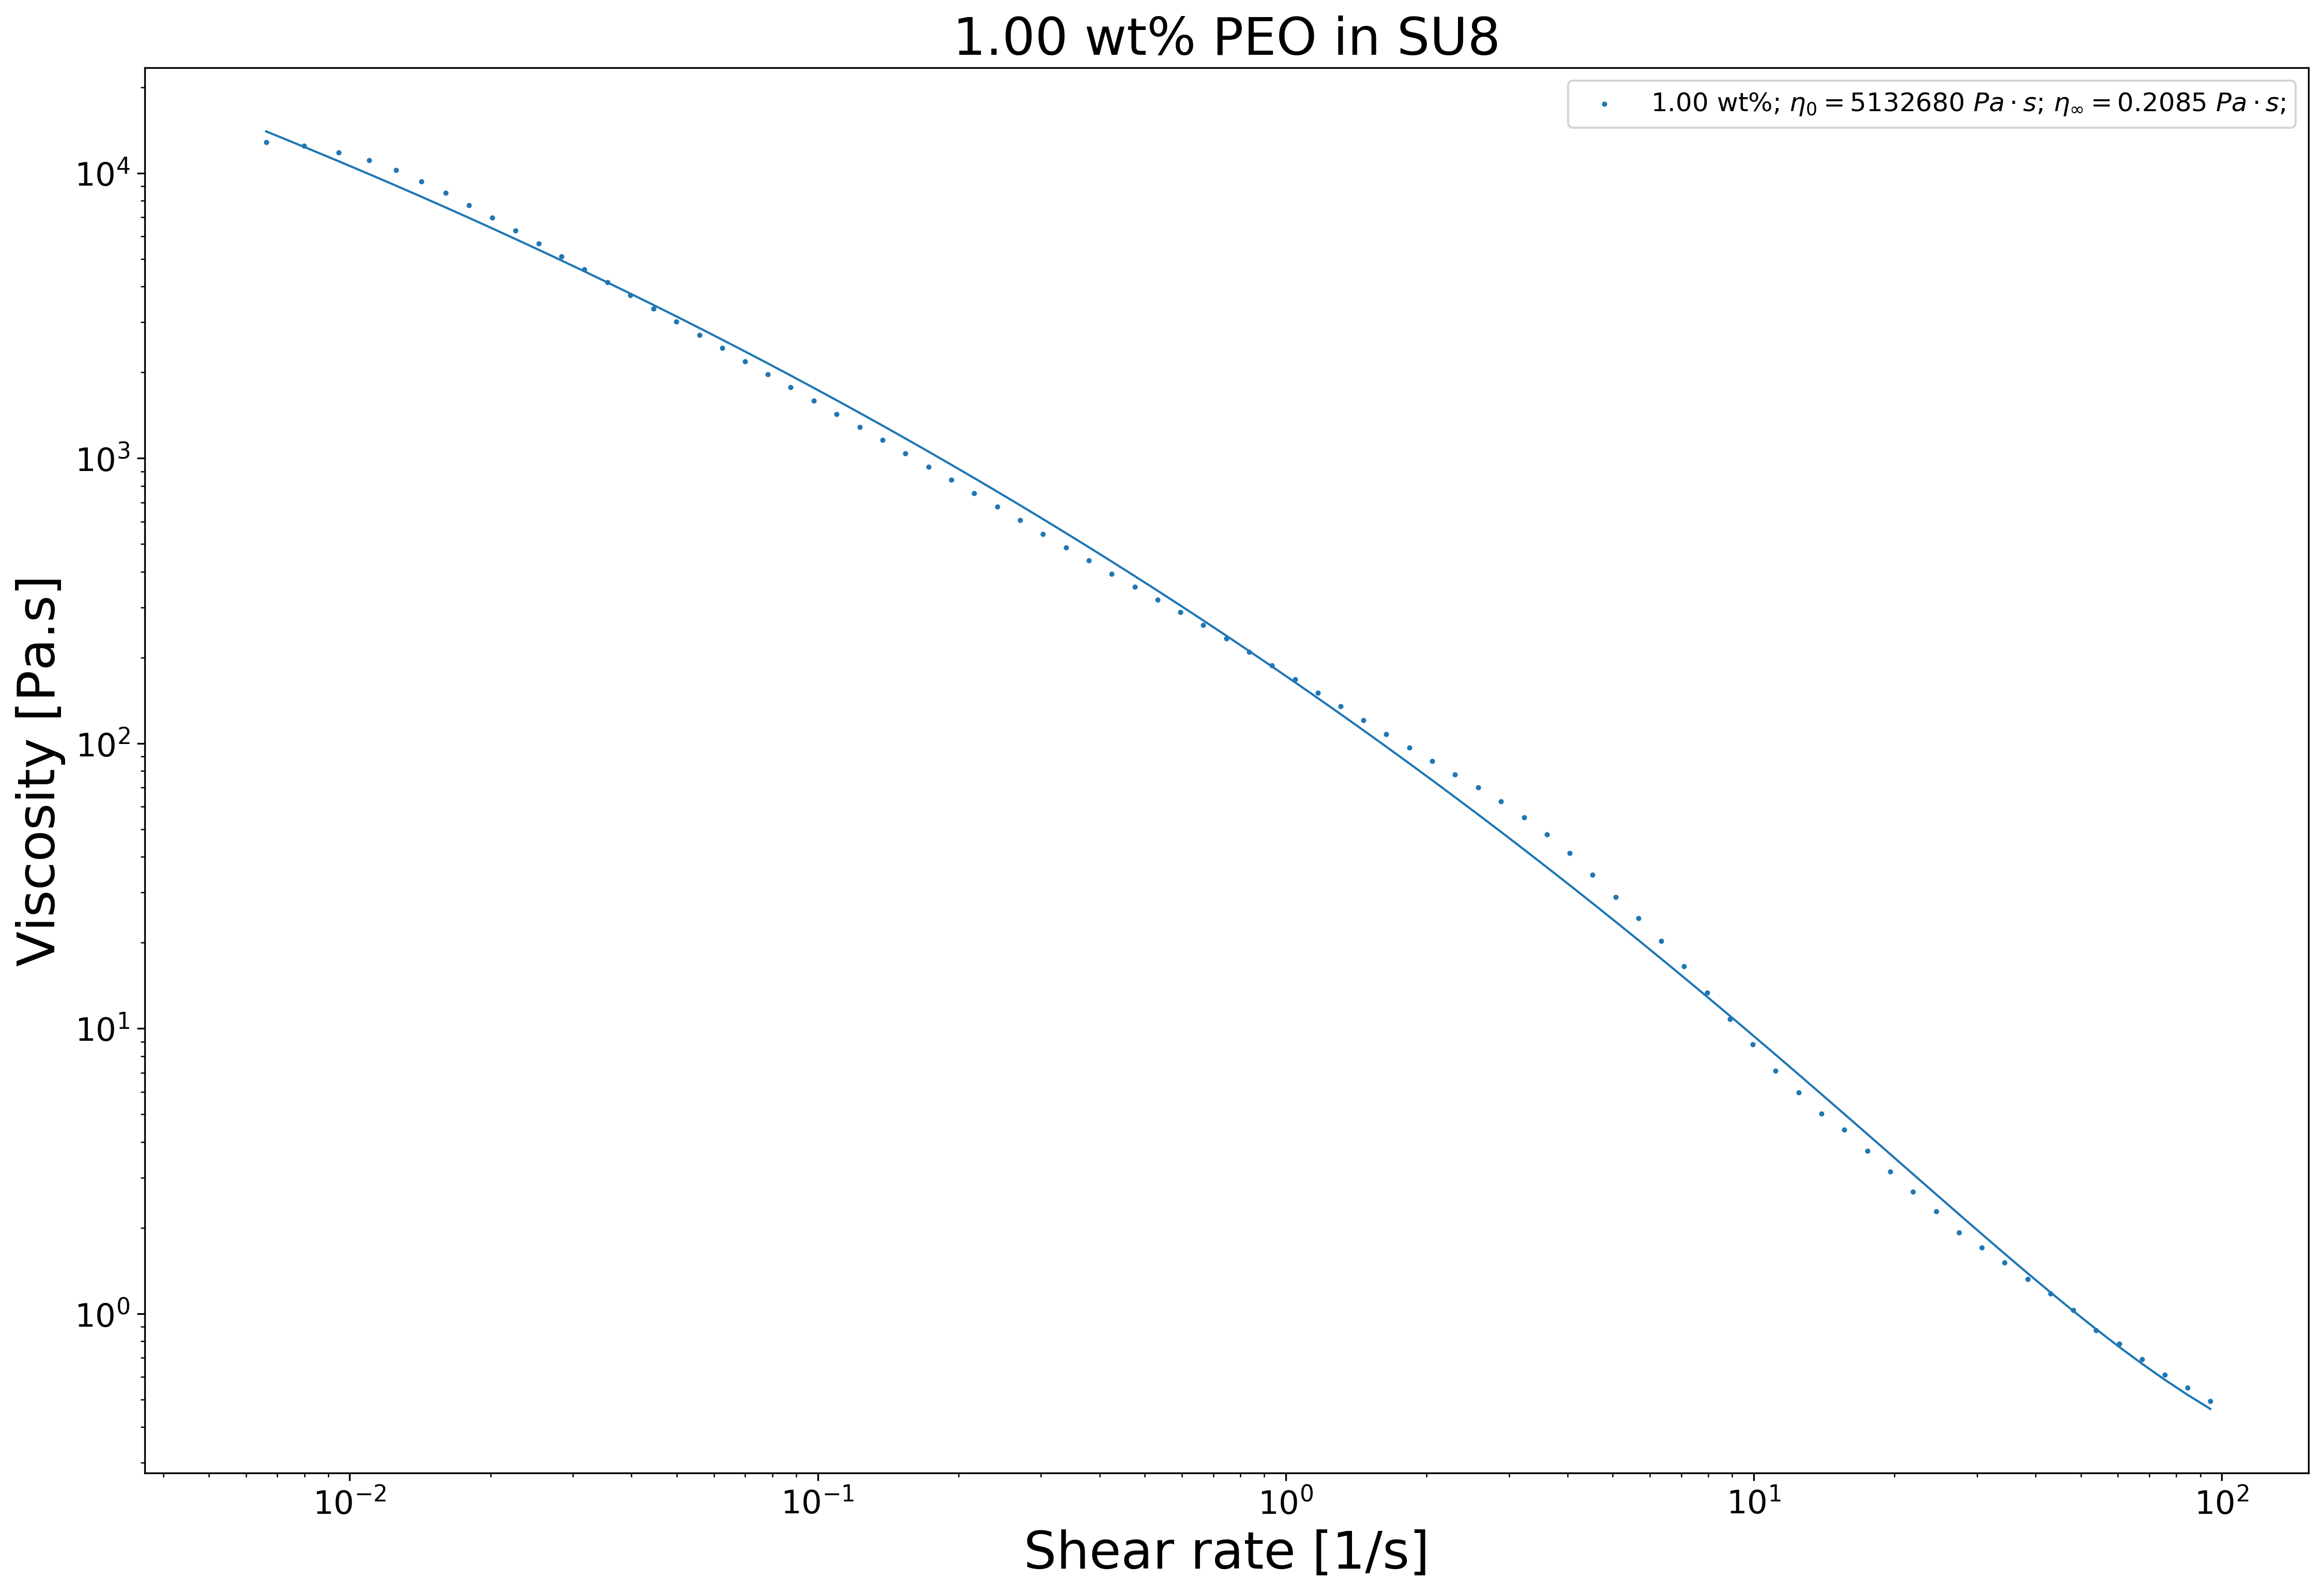 1.00 wt% PEO in SU8
1.00 wt%; η₀ = 5132680 Pa · s; η∞ = 0.2085 Pa · s;
Viscosity [Pa.s]
10⁴
10³
10²
10¹
10⁰
10⁻² 10⁻¹ 10⁰ 10¹ 10²
Shear rate [1/s]